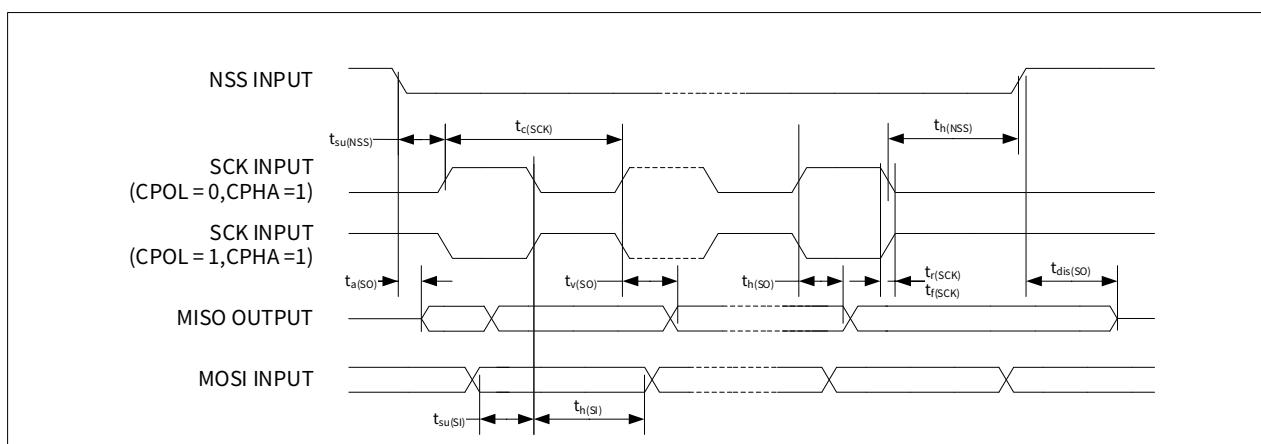 NSS INPUT
tsu(NSS)
tc(SCK)
th(NSS)
SCK INPUT
(CPOL = 0,CPHA =1)
SCK INPUT
(CPOL = 1,CPHA =1)
ta(SO)
tv(SO)
th(SO)
tr(SCK)
tf(SCK)
tdis(SO)
MISO OUTPUT
MOSI INPUT
tsu(SI)
th(SI)